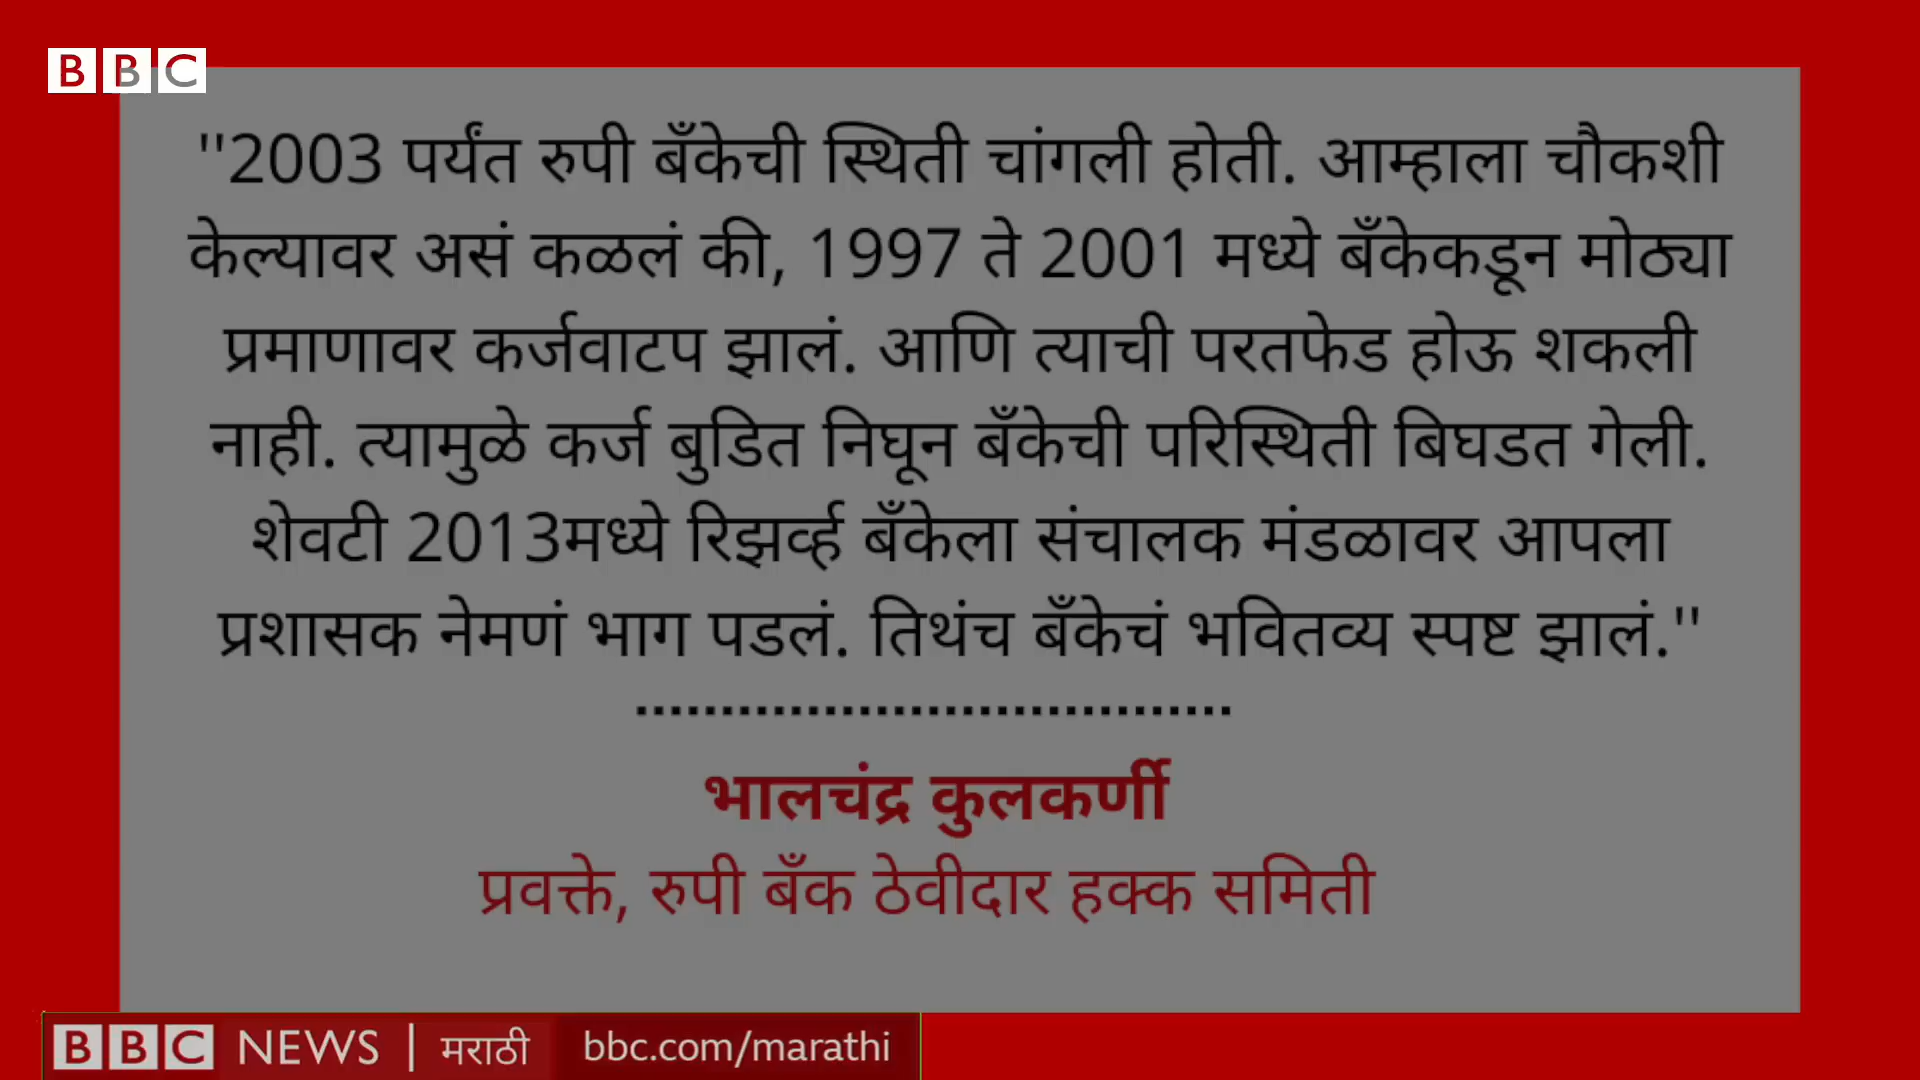 BBC
"2003 पर्यंत रुपी बँकेची स्थिती चांगली होती. आम्हाला चौकशी
केल्यावर असं कळलं की, 1997 ते 2001 मध्ये बँकेकडून मोठ्या
प्रमाणावर कर्जवाटप झालं. आणि त्याची परतफेड होऊ शकली
नाही. त्यामुळे कर्ज बुडित निघून बँकेची परिस्थिती बिघडत गेली.
शेवटी 2013मध्ये रिझर्व्ह बँकेला संचालक मंडळावर आपला
प्रशासक नेमणं भाग पडलं. तिथंच बँकेचं भवितव्य स्पष्ट झालं."
...................................
भालचंद्र कुलकर्णी
प्रवक्ते, रुपी बँक ठेवीदार हक्क समिती
BBC NEWS | मराठी bbc.com/marathi